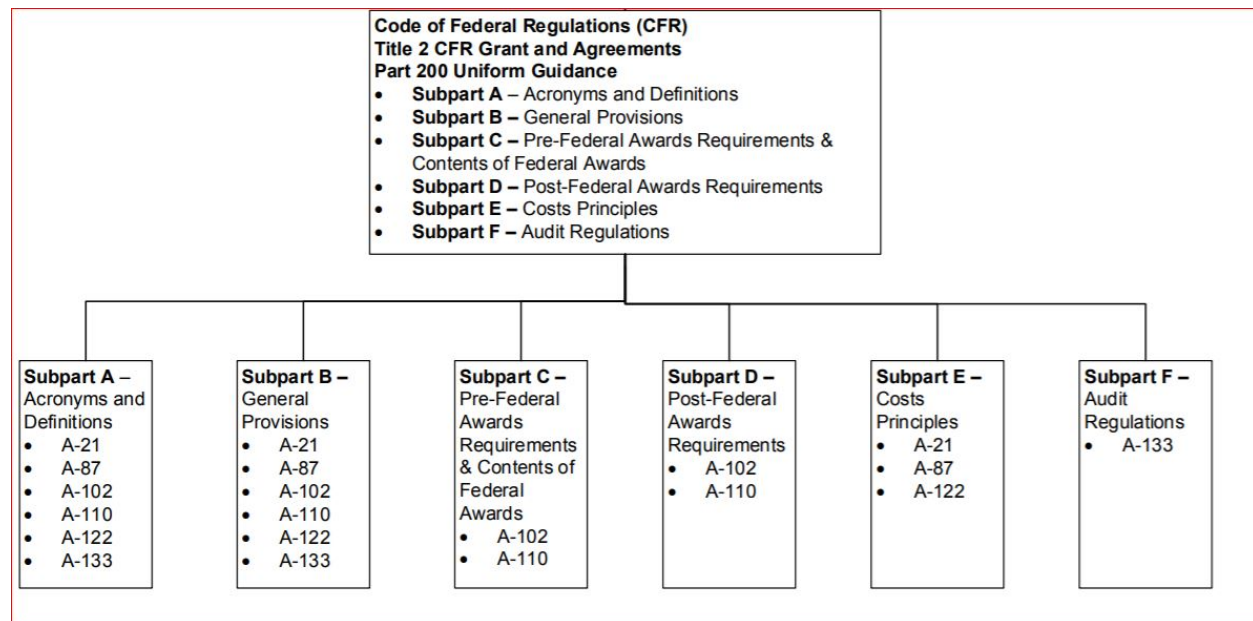 Code of Federal Regulations (CFR)
Title 2 CFR Grant and Agreements
Part 200 Uniform Guidance
• Subpart A – Acronyms and Definitions
• Subpart B – General Provisions
• Subpart C – Pre-Federal Awards Requirements &
Contents of Federal Awards
• Subpart D – Post-Federal Awards Requirements
• Subpart E – Costs Principles
• Subpart F – Audit Regulations
Subpart A –
Acronyms and
Definitions
• A-21
• A-87
• A-102
• A-110
• A-122
• A-133
Subpart B –
General
Provisions
• A-21
• A-87
• A-102
• A-110
• A-122
• A-133
Subpart C –
Pre-Federal
Awards
Requirements
& Contents of
Federal
Awards
• A-102
• A-110
Subpart D –
Post-Federal
Awards
Requirements
• A-102
• A-110
Subpart E –
Costs
Principles
• A-21
• A-87
• A-122
Subpart F –
Audit
Regulations
• A-133